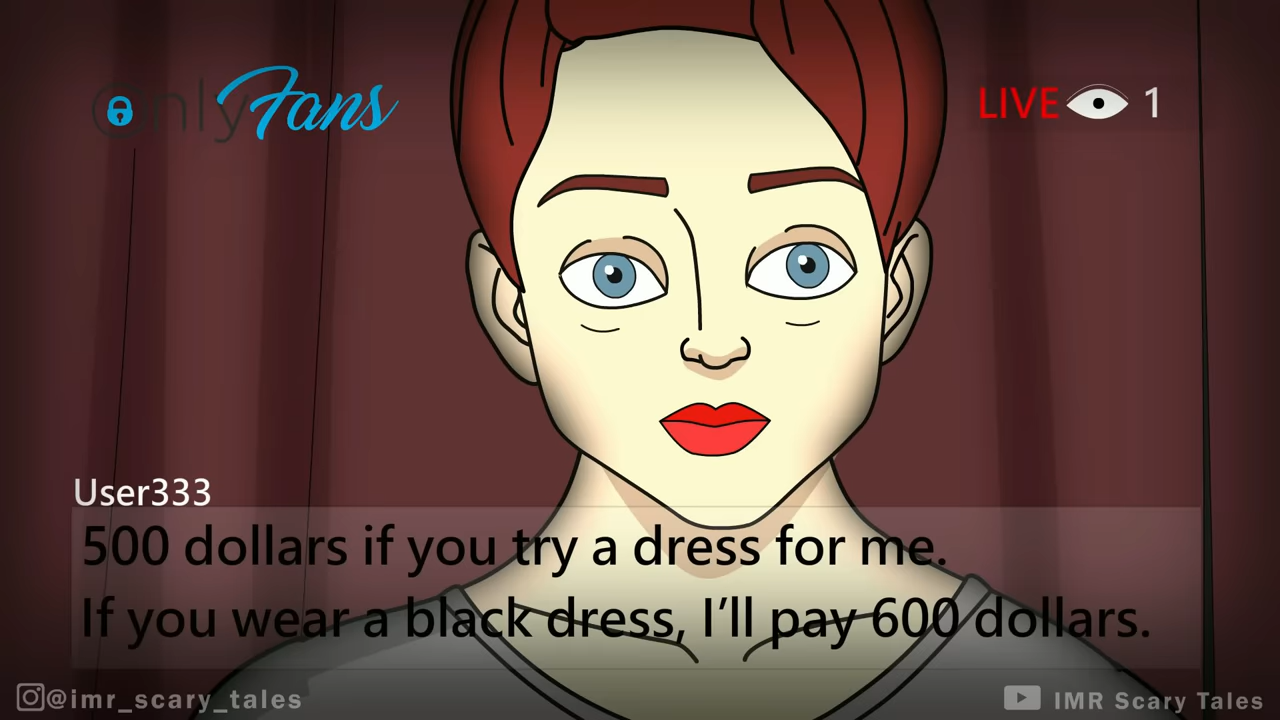 OnlyFans
LIVE 1
User333
500 dollars if you try a dress for me.
If you wear a black dress, I’ll pay 600 dollars.
@imr_scary_tales
IMR Scary Tales